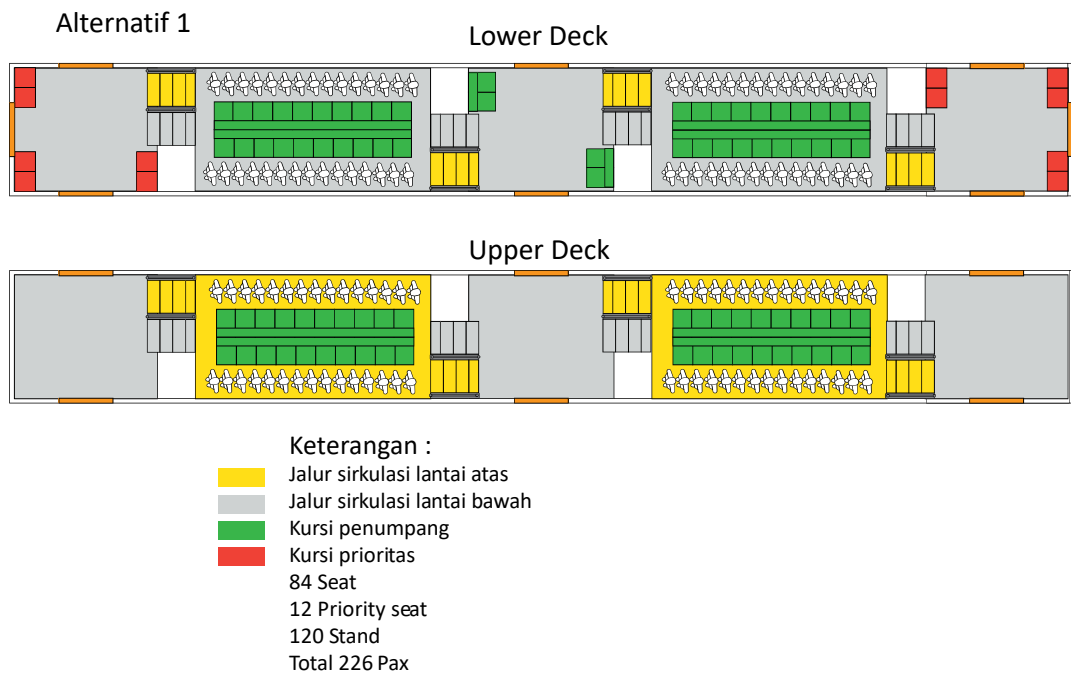 Alternatif 1
Lower Deck
Upper Deck
Keterangan :
Jalur sirkulasi lantai atas
Jalur sirkulasi lantai bawah
Kursi penumpang
Kursi prioritas
84 Seat
12 Priority seat
120 Stand
Total 226 Pax